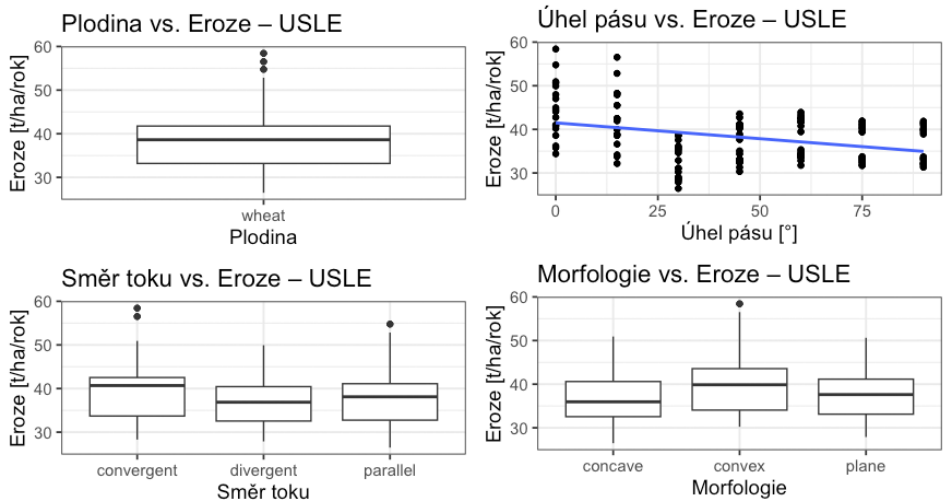 Plodina vs. Eroze – USLE
Eroze [t/ha/rok]
60
50
40
30
wheat
Plodina
Úhel pásu vs. Eroze – USLE
Eroze [t/ha/rok]
60
50
40
30
0 25 50 75
Úhel pásu [°]
Směr toku vs. Eroze – USLE
Eroze [t/ha/rok]
60
50
40
30
convergent divergent parallel
Směr toku
Morfologie vs. Eroze – USLE
Eroze [t/ha/rok]
60
50
40
30
concave convex plane
Morfologie